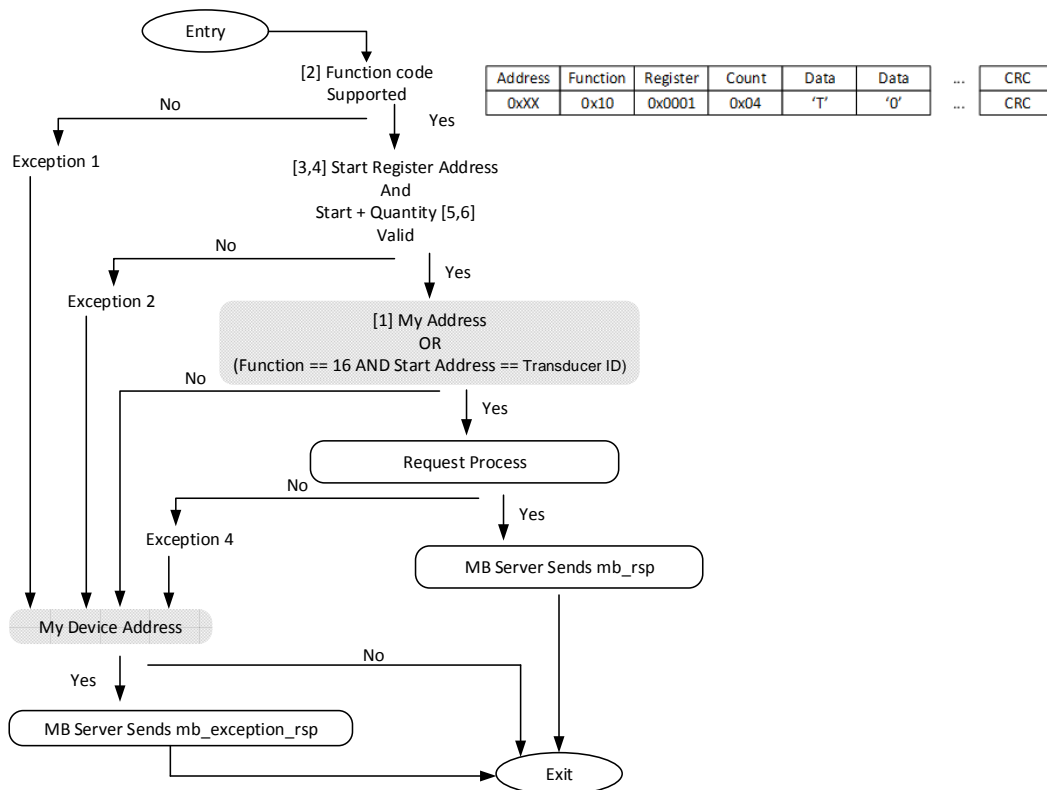 Entry
[2] Function code
Supported
Address Function Register Count Data Data ... CRC
0xXX 0x10 0x0001 0x04 ‘T’ ‘0’ ... CRC
No
Yes
Exception 1
[3,4] Start Register Address
And
Start + Quantity [5,6]
Valid
No
Yes
Exception 2
[1] My Address
OR
(Function == 16 AND Start Address == Transducer ID)
No
Yes
Request Process
No
Yes
Exception 4
MB Server Sends mb_rsp
My Device Address
No
Yes
MB Server Sends mb_exception_rsp
Exit